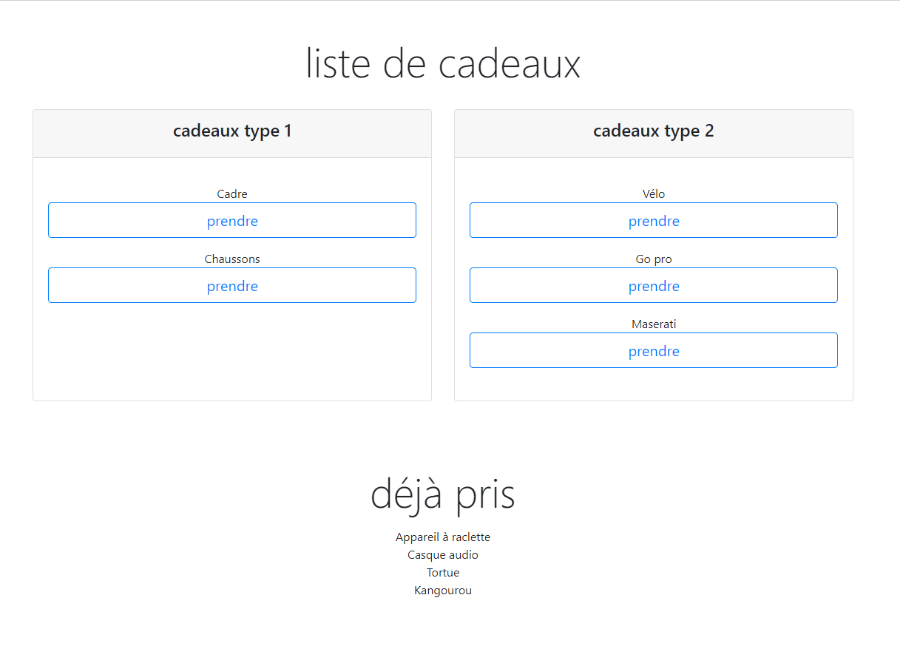 liste de cadeaux
cadeaux type 1
Cadre
prendre
Chaussons
prendre
cadeaux type 2
Vélo
prendre
Go pro
prendre
Maserati
prendre
déjà pris
Appareil à raclette
Casque audio
Tortue
Kangourou